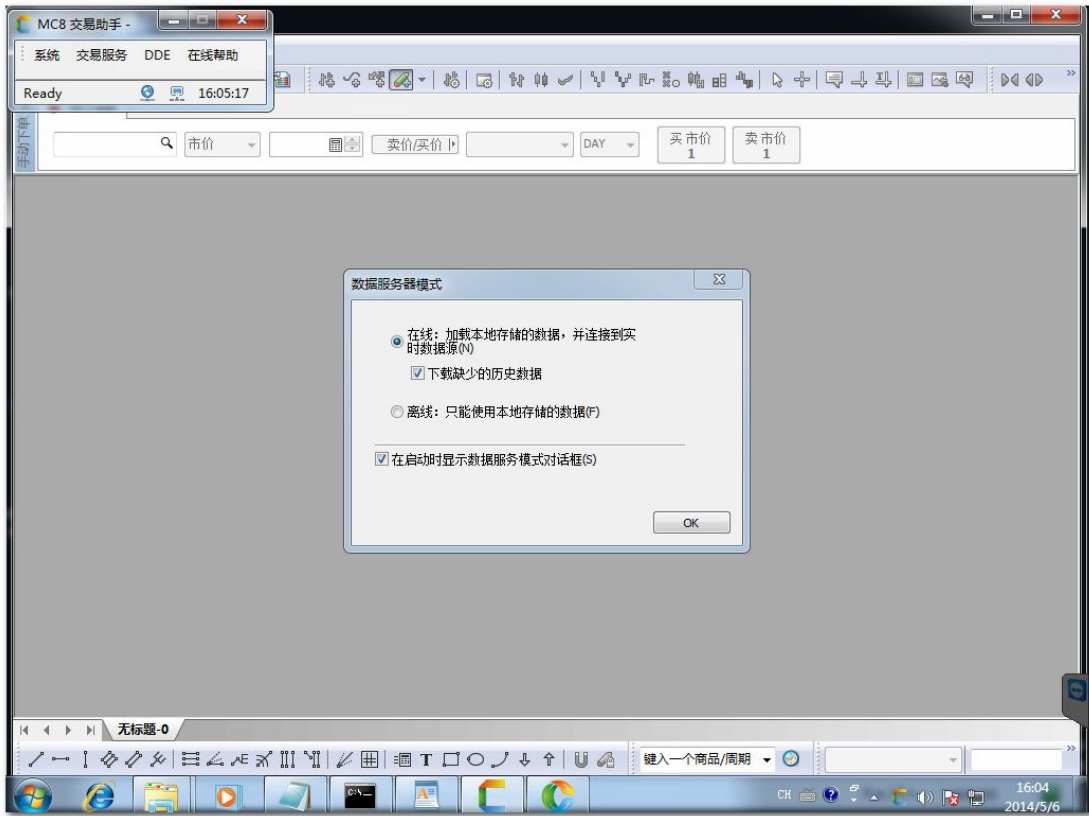 MC8 交易助手 -
系统 交易服务 DDE 在线帮助
Ready 16:05:17
手动下单
市价 卖价/买价 DAY 买 市价 1 卖 市价 1
数据服务器模式
在线：加载本地存储的数据，并连接到实
时数据源(N)
下载缺少的历史数据
离线：只能使用本地存储的数据(F)
在启动时显示数据服务模式对话框(S)
OK
无标题-0
键入一个商品/周期
CH 16:04
2014/5/6